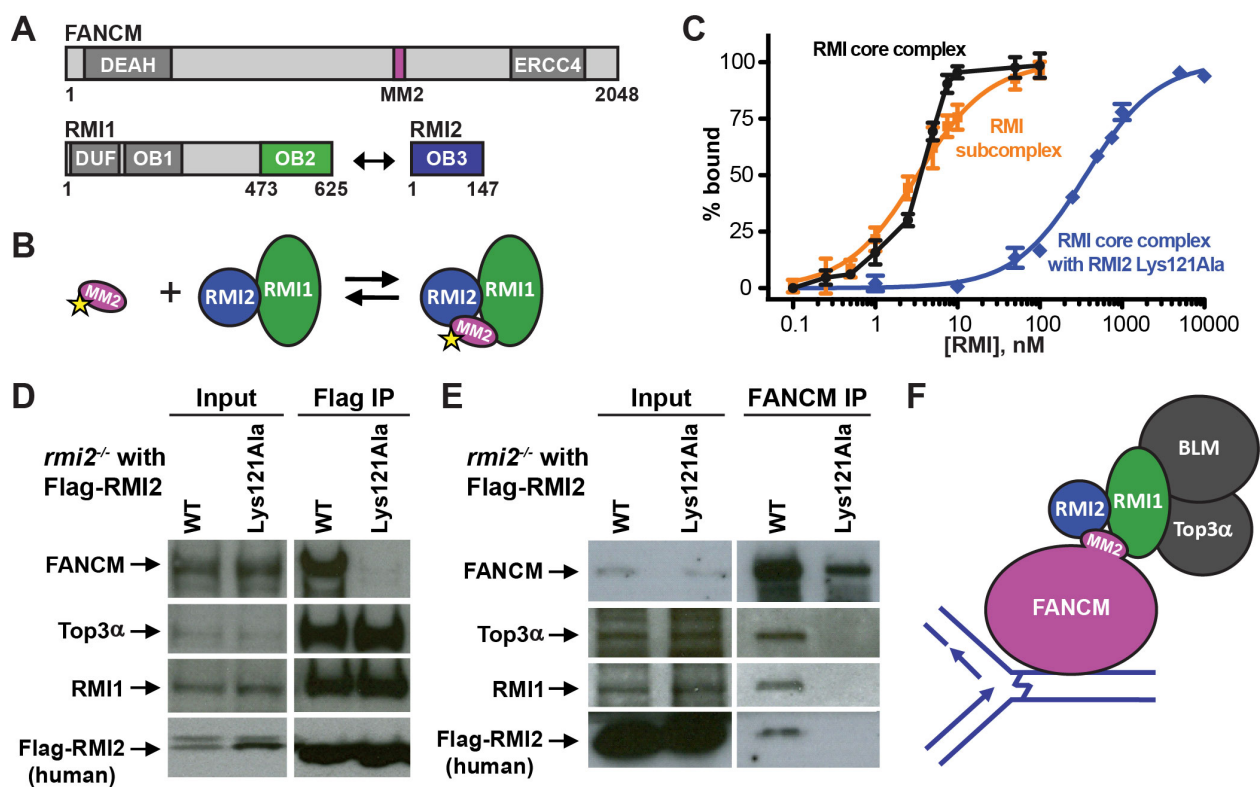 A
FANCM
DEAH
ERCC4
1
MM2
2048
RMI1
RMI2
DUF
OB1
OB2
OB3
1
473
625
1
147
B
MM2
+
RMI2
RMI1
RMI2
RMI1
MM2
C
% bound
100
75
50
25
0
RMI core complex
RMI
subcomplex
RMI core complex
with RMI2 Lys121Ala
0.1
1
10
100
1000
10000
[RMI], nM
D
Input
Flag IP
rmi2-/- with
Flag-RMI2
WT
Lys121Ala
WT
Lys121Ala
FANCM
Top3α
RMI1
Flag-RMI2
(human)
E
Input
FANCM IP
rmi2-/- with
Flag-RMI2
WT
Lys121Ala
WT
Lys121Ala
FANCM
Top3α
RMI1
Flag-RMI2
(human)
F
BLM
RMI1
RMI2
Top3α
MM2
FANCM